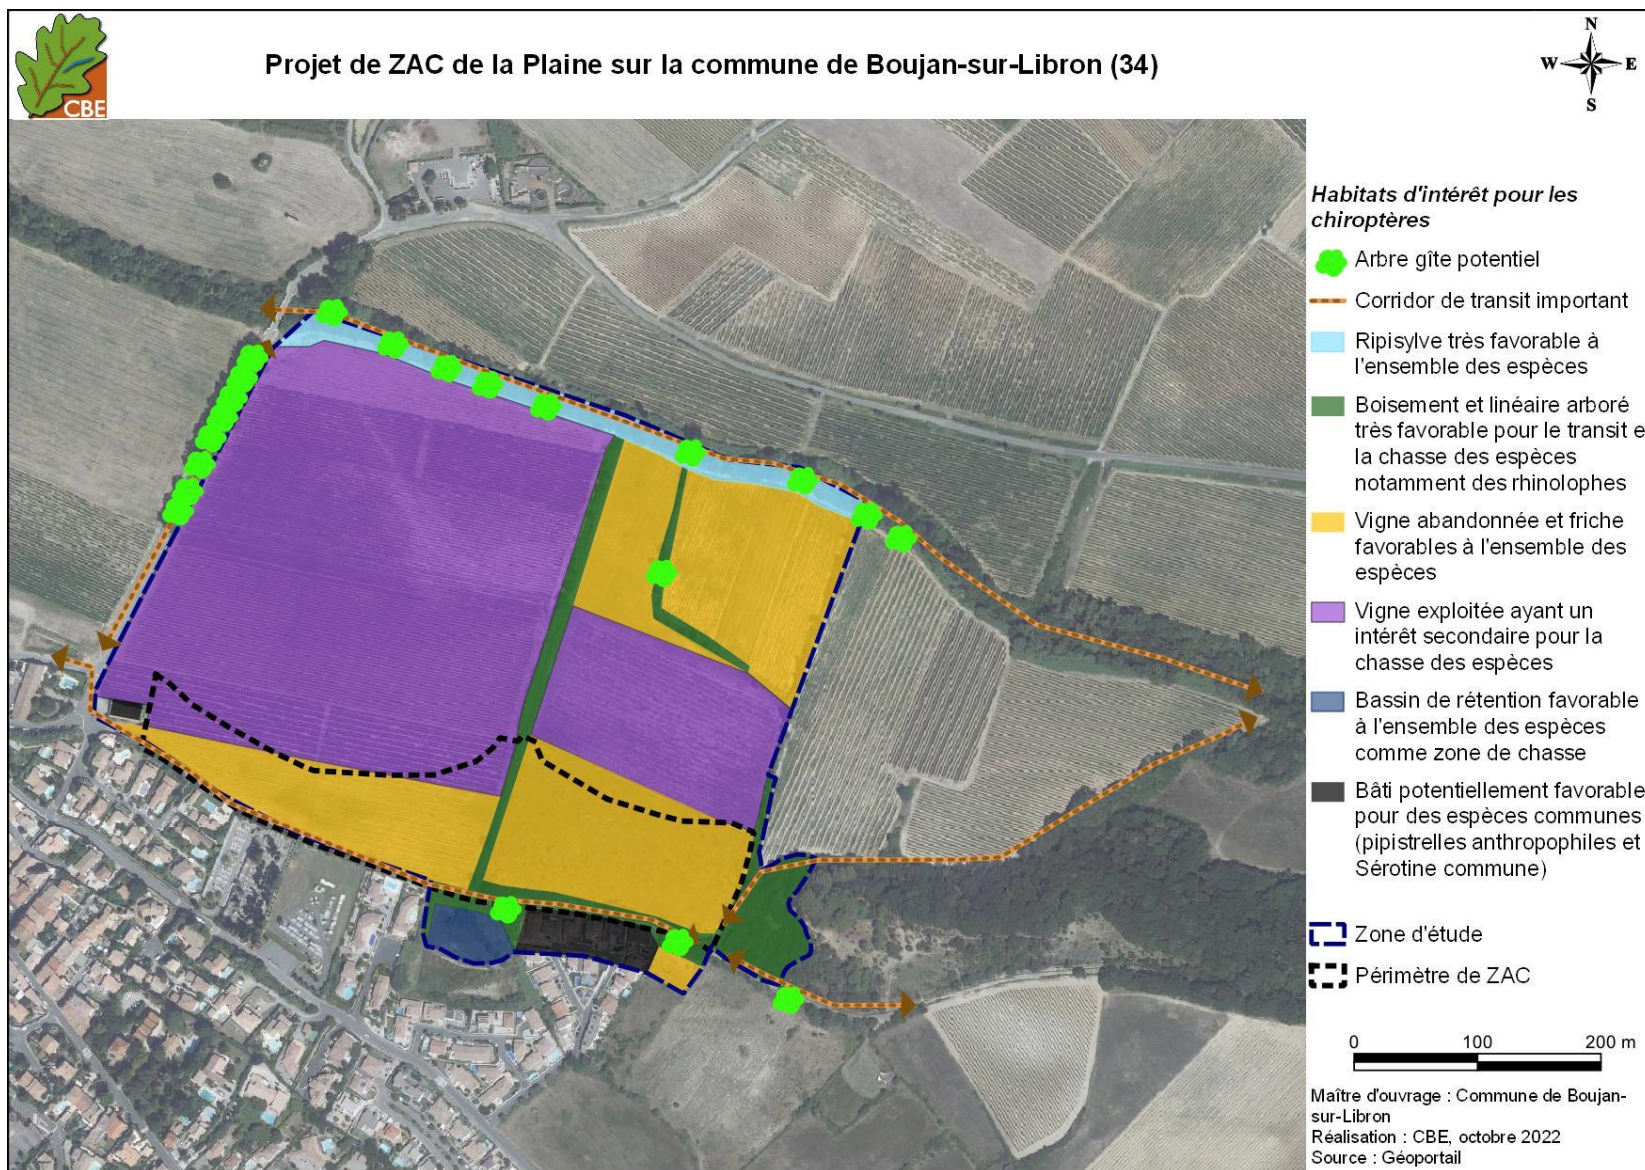 CBE
Projet de ZAC de la Plaine sur la commune de Boujan-sur-Libron (34)
N
W E
S
Habitats d'intérêt pour les
chiroptères
Arbre gîte potentiel
Corridor de transit important
Ripisylve très favorable à
l'ensemble des espèces
Boisement et linéaire arboré
très favorable pour le transit e
la chasse des espèces
notamment des rhinolophes
Vigne abandonnée et friche
favorables à l'ensemble des
espèces
Vigne exploitée ayant un
intérêt secondaire pour la
chasse des espèces
Bassin de rétention favorable
à l'ensemble des espèces
comme zone de chasse
Bâti potentiellement favorable
pour des espèces communes
(pipistrelles anthropophiles et
Sérotine commune)
Zone d'étude
Périmètre de ZAC
0 100 200 m
Maître d'ouvrage : Commune de Boujan-
sur-Libron
Réalisation : CBE, octobre 2022
Source : Géoportail